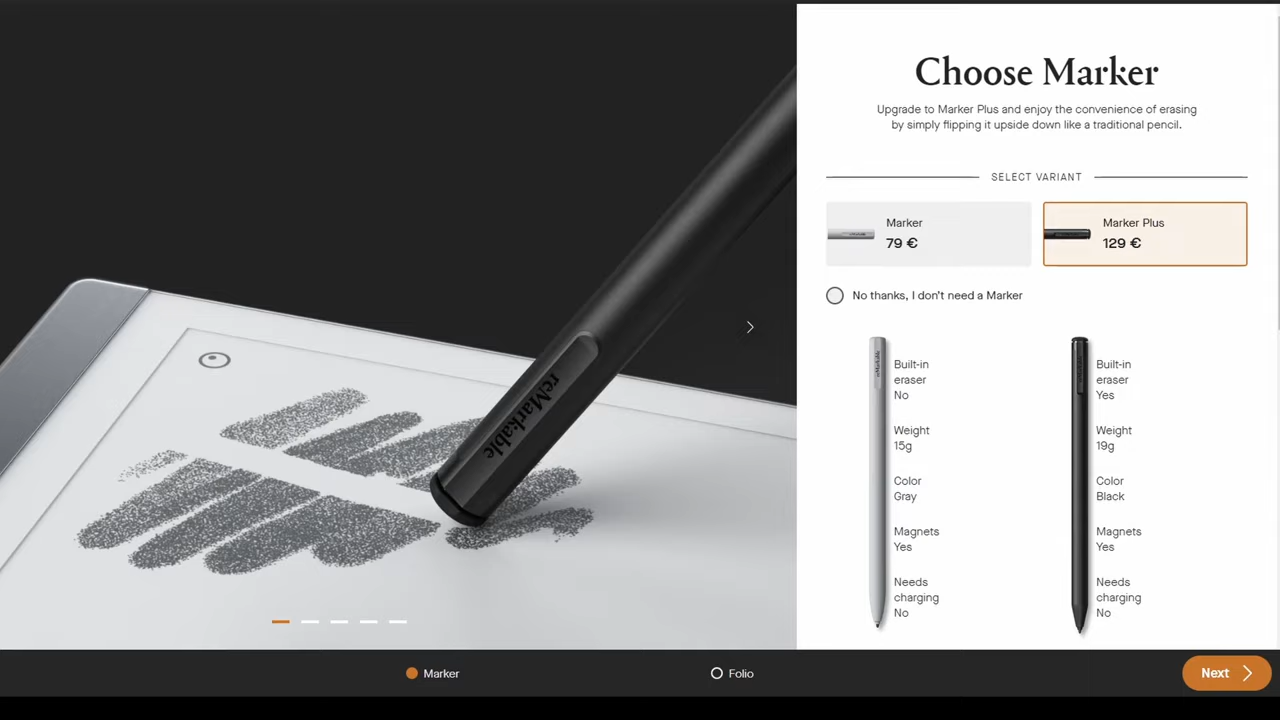 Choose Marker
Upgrade to Marker Plus and enjoy the convenience of erasing
by simply flipping it upside down like a traditional pencil.
SELECT VARIANT
Marker
79 €
Marker Plus
129 €
No thanks, I don't need a Marker
reMarkable
Built-in
eraser
No
Weight
15g
Color
Gray
Magnets
Yes
Needs
charging
No
Built-in
eraser
Yes
Weight
19g
Color
Black
Magnets
Yes
Needs
charging
No
Marker
Folio
Next